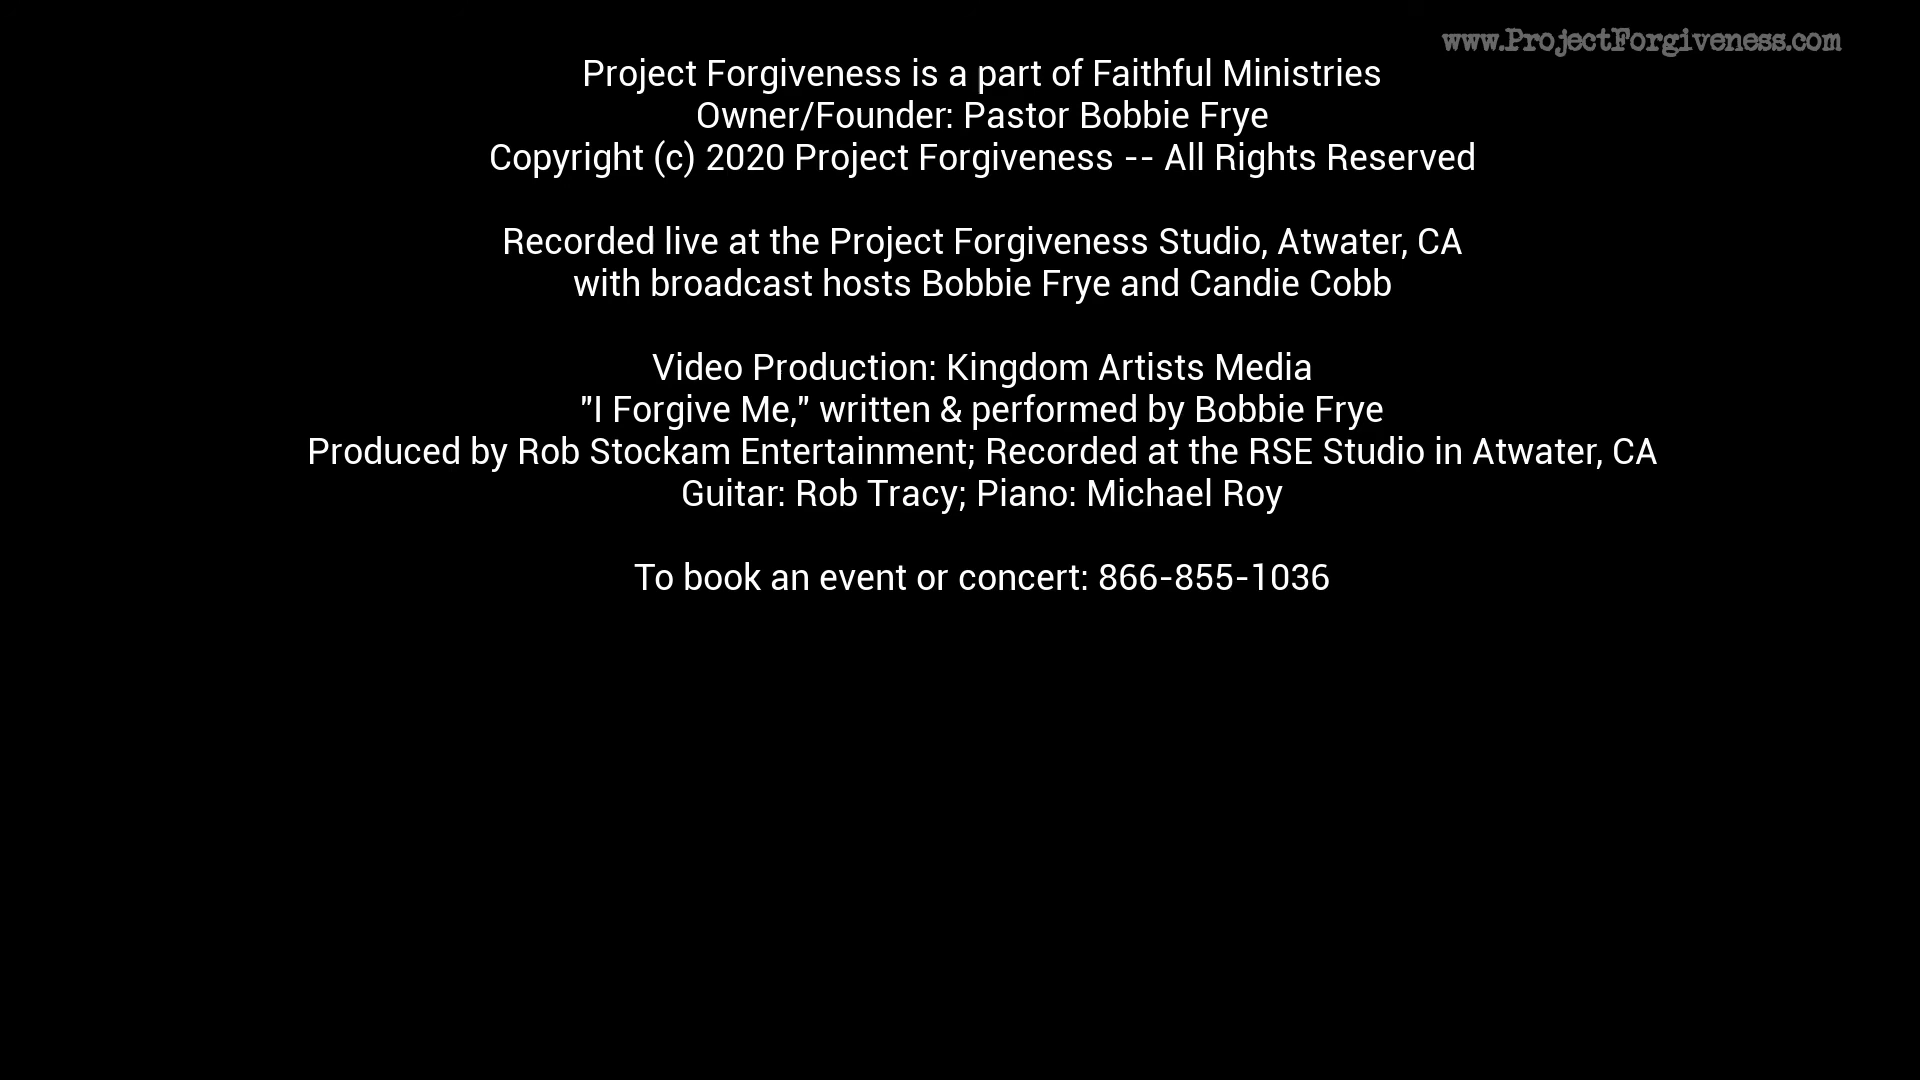 www.ProjectForgiveness.com
Project Forgiveness is a part of Faithful Ministries
Owner/Founder: Pastor Bobbie Frye
Copyright (c) 2020 Project Forgiveness -- All Rights Reserved
Recorded live at the Project Forgiveness Studio, Atwater, CA
with broadcast hosts Bobbie Frye and Candie Cobb
Video Production: Kingdom Artists Media
"I Forgive Me," written & performed by Bobbie Frye
Produced by Rob Stockam Entertainment; Recorded at the RSE Studio in Atwater, CA
Guitar: Rob Tracy; Piano: Michael Roy
To book an event or concert: 866-855-1036